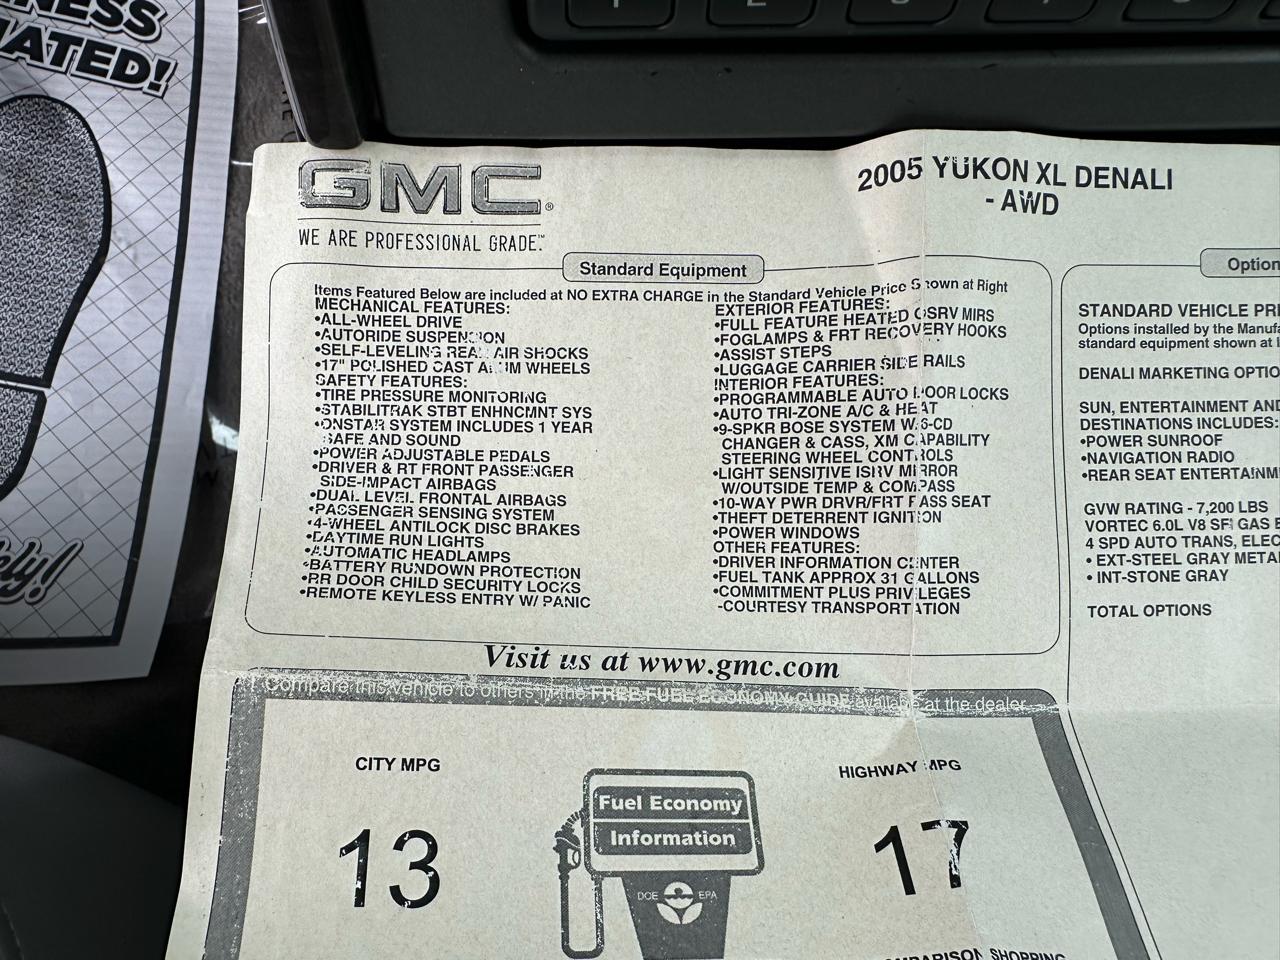 NESS
ATED!
ely!
GMC®
WE ARE PROFESSIONAL GRADE.™
2005 YUKON XL DENALI
- AWD
Standard Equipment
Items Featured Below are included at NO EXTRA CHARGE in the Standard Vehicle Price Shown at Right
MECHANICAL FEATURES:
•ALL-WHEEL DRIVE
•AUTORIDE SUSPENSION
•SELF-LEVELING REAR AIR SHOCKS
•17" POLISHED CAST ALUM WHEELS
SAFETY FEATURES:
•TIRE PRESSURE MONITORING
•STABILITRAK STBT ENHNCMNT SYS
•ONSTAR SYSTEM INCLUDES 1 YEAR
SAFE AND SOUND
•POWER ADJUSTABLE PEDALS
•DRIVER & RT FRONT PASSENGER
SIDE-IMPACT AIRBAGS
•DUAL LEVEL FRONTAL AIRBAGS
•PASSENGER SENSING SYSTEM
•4-WHEEL ANTILOCK DISC BRAKES
•DAYTIME RUN LIGHTS
•AUTOMATIC HEADLAMPS
•BATTERY RUNDOWN PROTECTION
•RR DOOR CHILD SECURITY LOCKS
•REMOTE KEYLESS ENTRY W/ PANIC
EXTERIOR FEATURES:
•FULL FEATURE HEATED OSRV MIRS
•FOGLAMPS & FRT RECOVERY HOOKS
•ASSIST STEPS
•LUGGAGE CARRIER SIDE RAILS
INTERIOR FEATURES:
•PROGRAMMABLE AUTO DOOR LOCKS
•AUTO TRI-ZONE A/C & HEAT
•9-SPKR BOSE SYSTEM W/6-CD
CHANGER & CASS, XM CAPABILITY
STEERING WHEEL CONTROLS
•LIGHT SENSITIVE ISRV MIRROR
W/OUTSIDE TEMP & COMPASS
•10-WAY PWR DRVR/FRT PASS SEAT
•THEFT DETERRENT IGNITION
•POWER WINDOWS
OTHER FEATURES:
•DRIVER INFORMATION CENTER
•FUEL TANK APPROX 31 GALLONS
•COMMITMENT PLUS PRIVILEGES
-COURTESY TRANSPORTATION
Option
STANDARD VEHICLE PRI
Options installed by the Manufa
standard equipment shown at l
DENALI MARKETING OPTIO
SUN, ENTERTAINMENT AND
DESTINATIONS INCLUDES:
•POWER SUNROOF
•NAVIGATION RADIO
•REAR SEAT ENTERTAINM
GVW RATING - 7,200 LBS
VORTEC 6.0L V8 SFI GAS E
4 SPD AUTO TRANS, ELEC
• EXT-STEEL GRAY META
• INT-STONE GRAY
TOTAL OPTIONS
Visit us at www.gmc.com
Compare this vehicle to others in the FREE FUEL ECONOMY GUIDE available at the dealer.
CITY MPG
13
Fuel Economy
Information
DOE EPA
HIGHWAY MPG
17
MPARISON SHOPPING